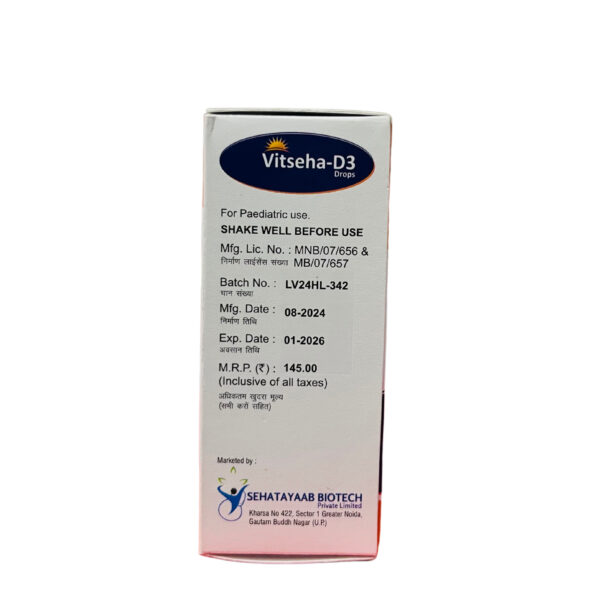 Vitseha-D3
Drops
For Paediatric use.
SHAKE WELL BEFORE USE
Mfg. Lic. No. : MNB/07/656 &
निर्माण लाईसेंस संख्या MB/07/657
Batch No. : LV24HL-342
घान संख्या
Mfg. Date : 08-2024
निर्माण तिथि
Exp. Date : 01-2026
अवसान तिथि
M.R.P. (₹) : 145.00
(Inclusive of all taxes)
अधिकतम खुदरा मूल्य
(सभी करों सहित)
Marketed by :
SEHATAYAAB BIOTECH
Private Limited
Kharsa No 422, Sector 1 Greater Noida,
Gautam Buddh Nagar (U.P.)